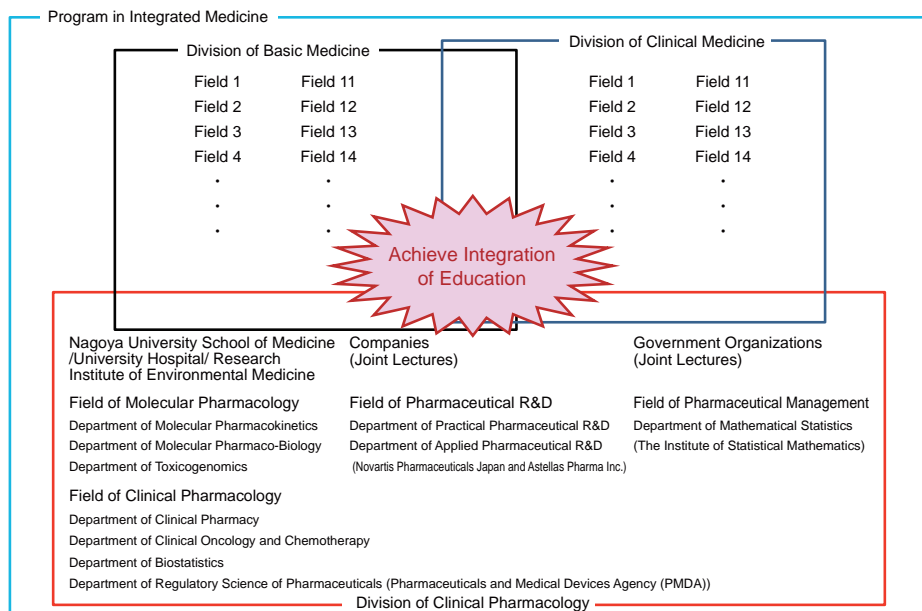 Program in Integrated Medicine
Division of Basic Medicine
Field 1
Field 2
Field 3
Field 4
.
.
Field 11
Field 12
Field 13
Field 14
.
.
Division of Clinical Medicine
Field 1
Field 2
Field 3
Field 4
.
.
Field 11
Field 12
Field 13
Field 14
.
.
Achieve Integration
of Education
Nagoya University School of Medicine
/University Hospital/ Research
Institute of Environmental Medicine
Field of Molecular Pharmacology
Department of Molecular Pharmacokinetics
Department of Molecular Pharmaco-Biology
Department of Toxicogenomics
Field of Clinical Pharmacology
Department of Clinical Pharmacy
Department of Clinical Oncology and Chemotherapy
Department of Biostatistics
Department of Regulatory Science of Pharmaceuticals (Pharmaceuticals and Medical Devices Agency (PMDA))
Companies
(Joint Lectures)
Field of Pharmaceutical R&D
Department of Practical Pharmaceutical R&D
Department of Applied Pharmaceutical R&D
(Novartis Pharmaceuticals Japan and Astellas Pharma Inc.)
Government Organizations
(Joint Lectures)
Field of Pharmaceutical Management
Department of Mathematical Statistics
(The Institute of Statistical Mathematics)
Division of Clinical Pharmacology